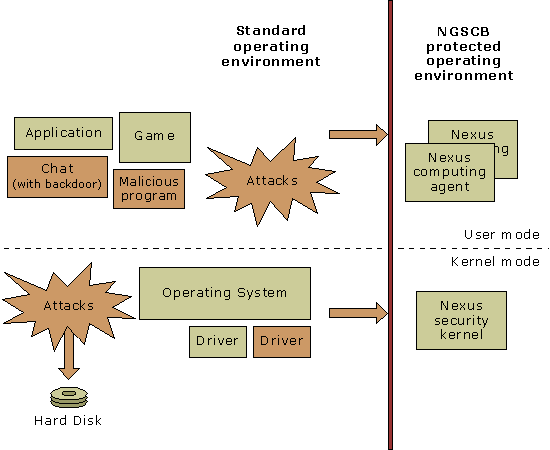 Standard
operating
environment
NGSCB
protected
operating
environment
Application
Game
Chat
(with backdoor)
Malicious
program
Attacks
Nexus
ng
Nexus
computing
agent
User mode
Kernel mode
Attacks
Operating System
Driver
Driver
Nexus
security
kernel
Hard Disk